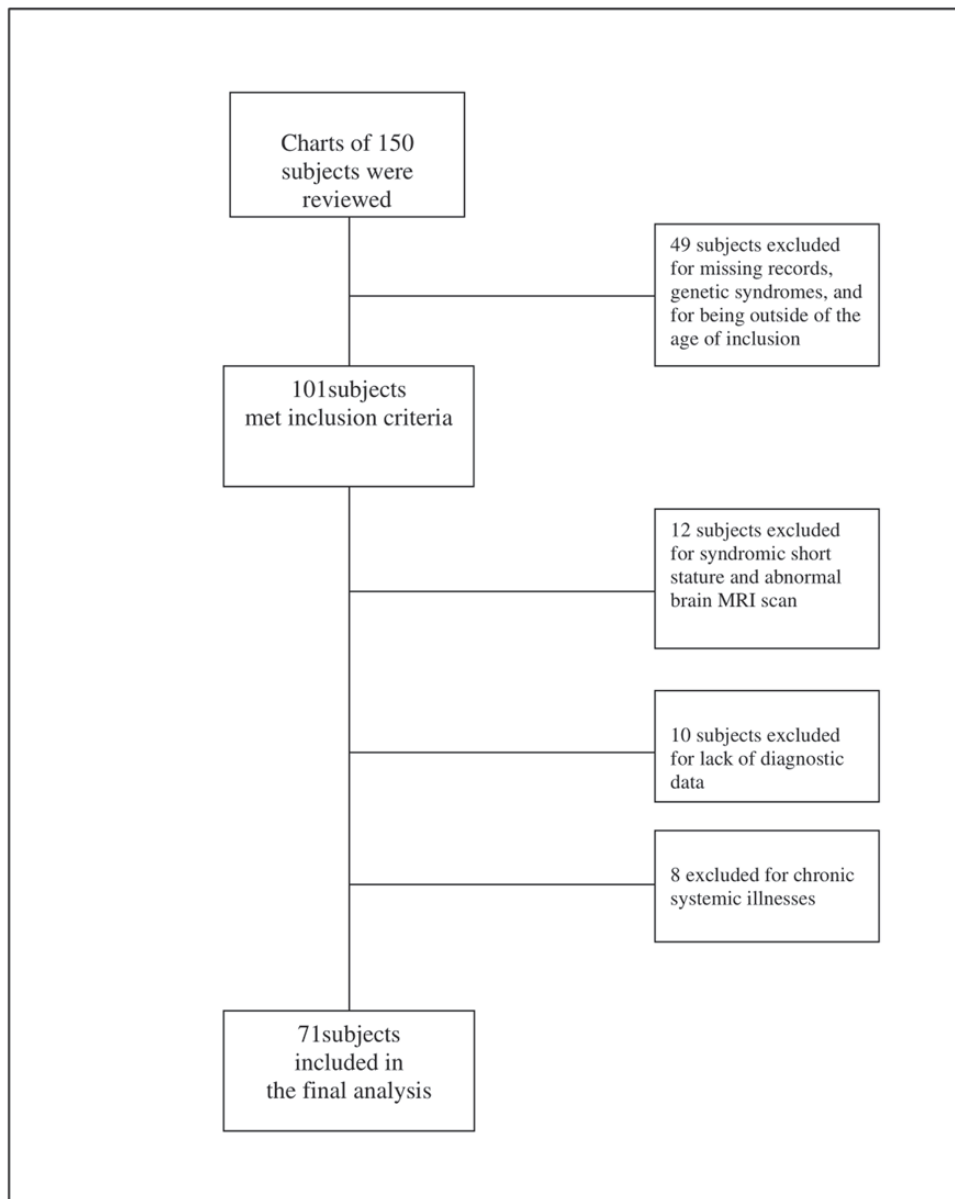 Charts of 150
subjects were
reviewed
49 subjects excluded
for missing records,
genetic syndromes, and
for being outside of the
age of inclusion
101subjects
met inclusion criteria
12 subjects excluded
for syndromic short
stature and abnormal
brain MRI scan
10 subjects excluded
for lack of diagnostic
data
8 excluded for chronic
systemic illnesses
71subjects
included in
the final analysis